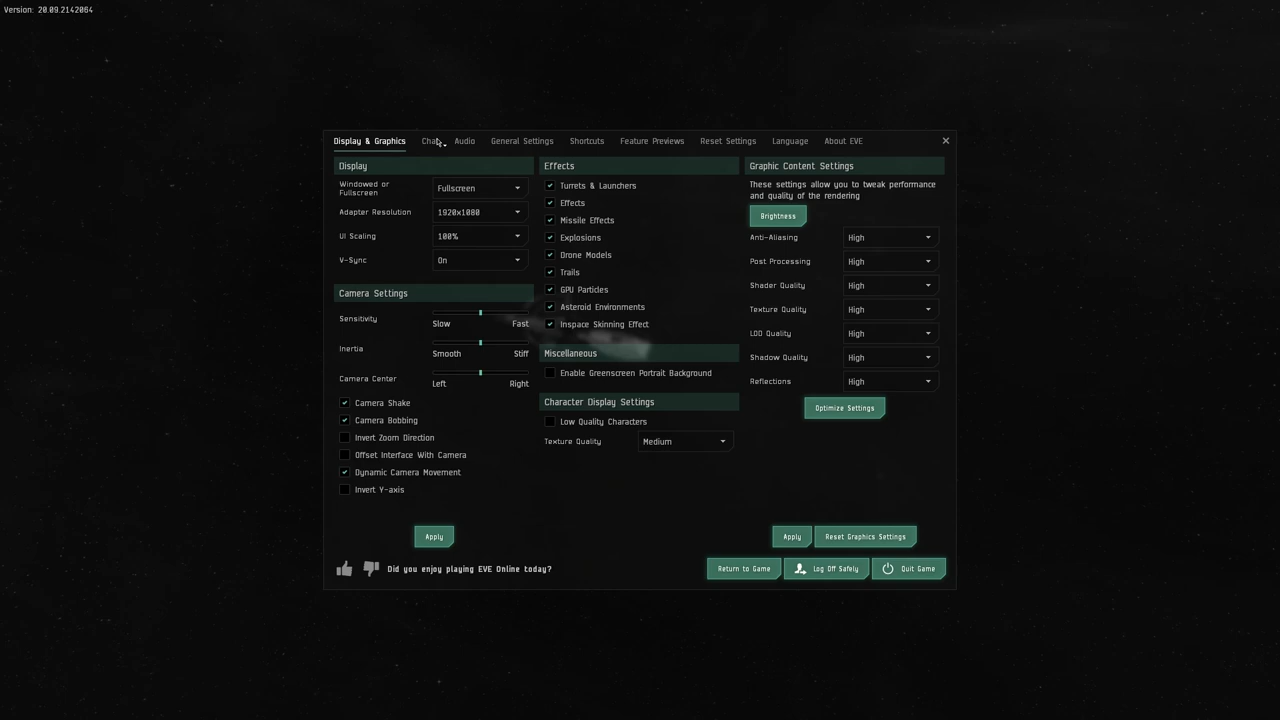 Version: 20.09.2142064
Display & Graphics
Chat
Audio
General Settings
Shortcuts
Feature Previews
Reset Settings
Language
About EVE
Display
Windowed or
Fullscreen
Fullscreen
Adapter Resolution
1920x1080
UI Scaling
100%
V-Sync
On
Camera Settings
Sensitivity
Slow
Fast
Inertia
Smooth
Stiff
Camera Center
Left
Right
Camera Shake
Camera Bobbing
Invert Zoom Direction
Offset Interface With Camera
Dynamic Camera Movement
Invert Y-axis
Apply
Effects
Turrets & Launchers
Effects
Missile Effects
Explosions
Drone Models
Trails
GPU Particles
Asteroid Environments
Inspace Skinning Effect
Miscellaneous
Enable Greenscreen Portrait Background
Character Display Settings
Low Quality Characters
Texture Quality
Medium
Graphic Content Settings
These settings allow you to tweak performance
and quality of the rendering
Brightness
Anti-Aliasing
High
Post Processing
High
Shader Quality
High
Texture Quality
High
LOD Quality
High
Shadow Quality
High
Reflections
High
Optimize Settings
Apply
Reset Graphics Settings
Did you enjoy playing EVE Online today?
Return to Game
Log Off Safely
Quit Game